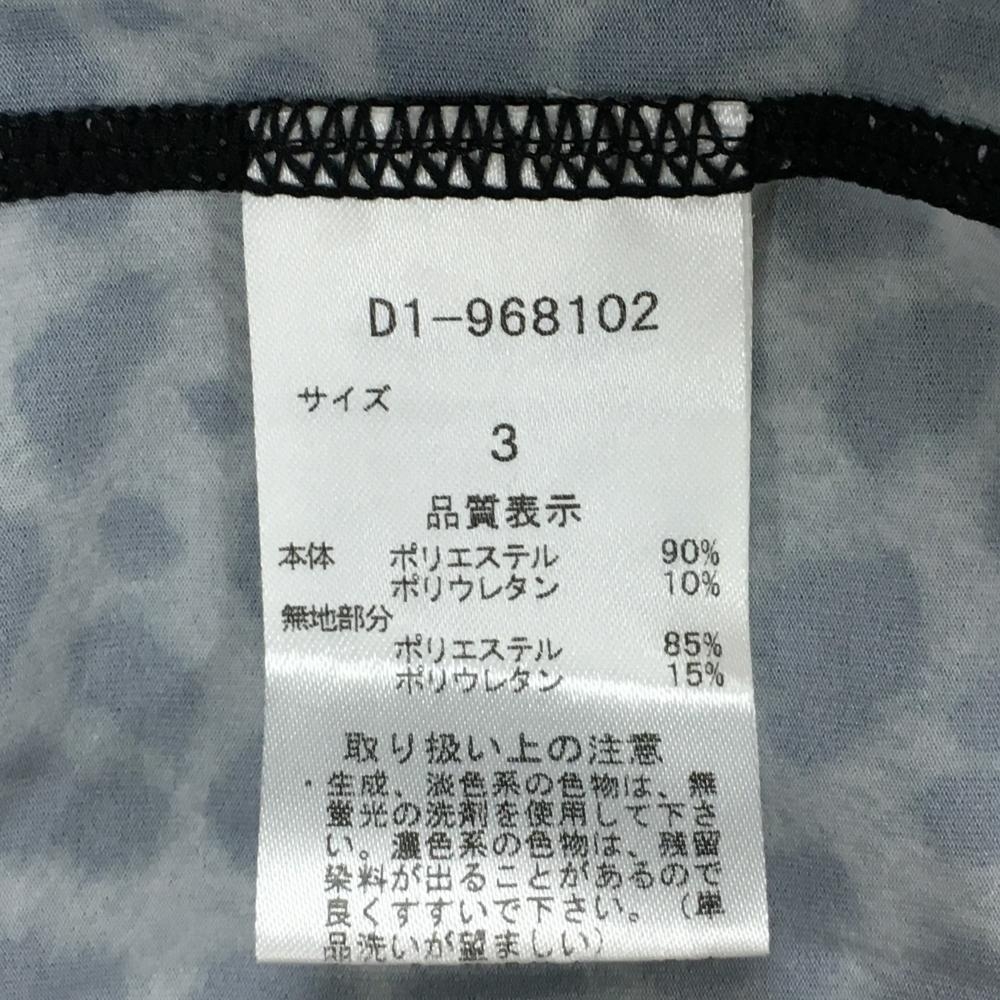 D1-968102
サイズ
3
品質表示
本体 ポリエステル 90%
ポリウレタン 10%
無地部分
ポリエステル 85%
ポリウレタン 15%
取り扱い上の注意
・生成、淡色系の色物は、無
蛍光の洗剤を使用して下さ
い。濃色系の色物は、残留
染料が出ることがあるので
良くすすいで下さい。（単
品洗いが望ましい）